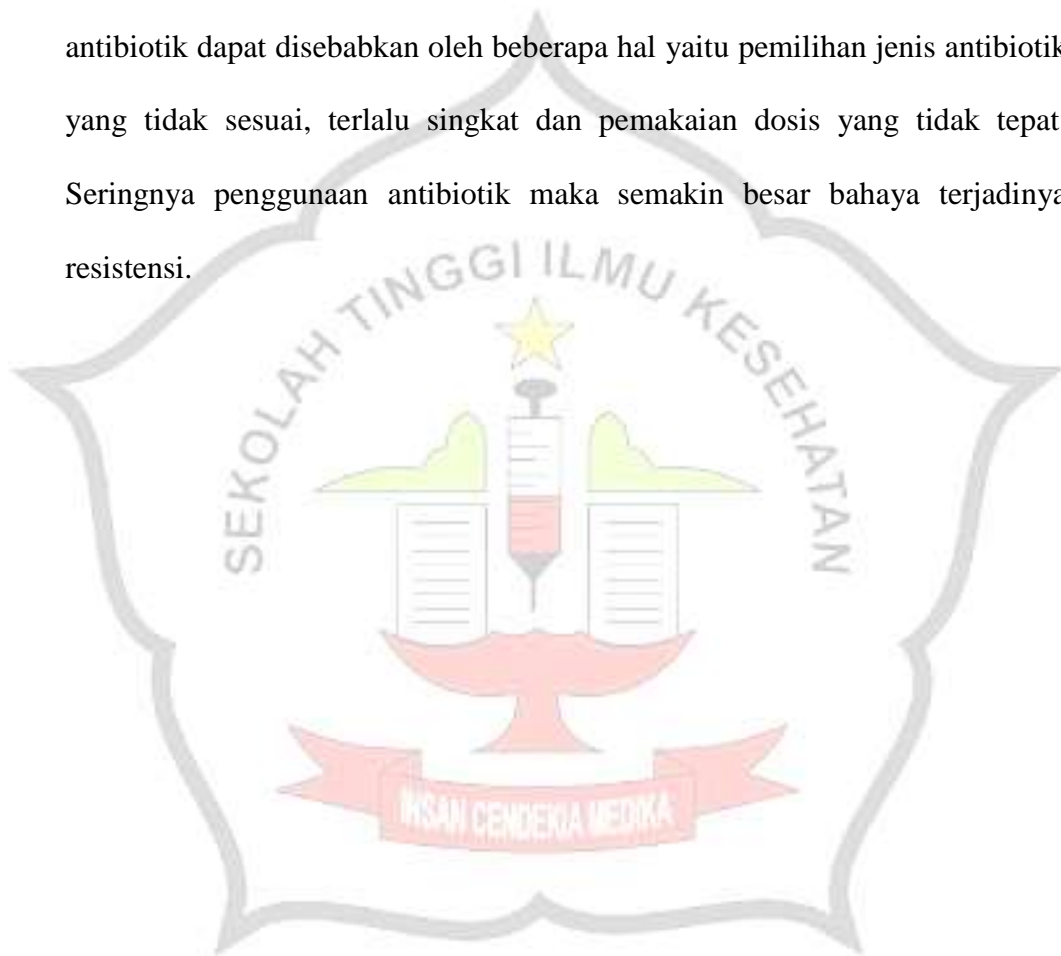 antibiotik dapat disebabkan oleh beberapa hal yaitu pemilihan jenis antibiotik
yang tidak sesuai, terlalu singkat dan pemakaian dosis yang tidak tepat
Seringnya penggunaan antibiotik maka semakin besar bahaya terjadinya
resistensi.
SEKOLAH TINGGI ILMU KESEHATAN
INSAN CENDEKIA MEDIKA